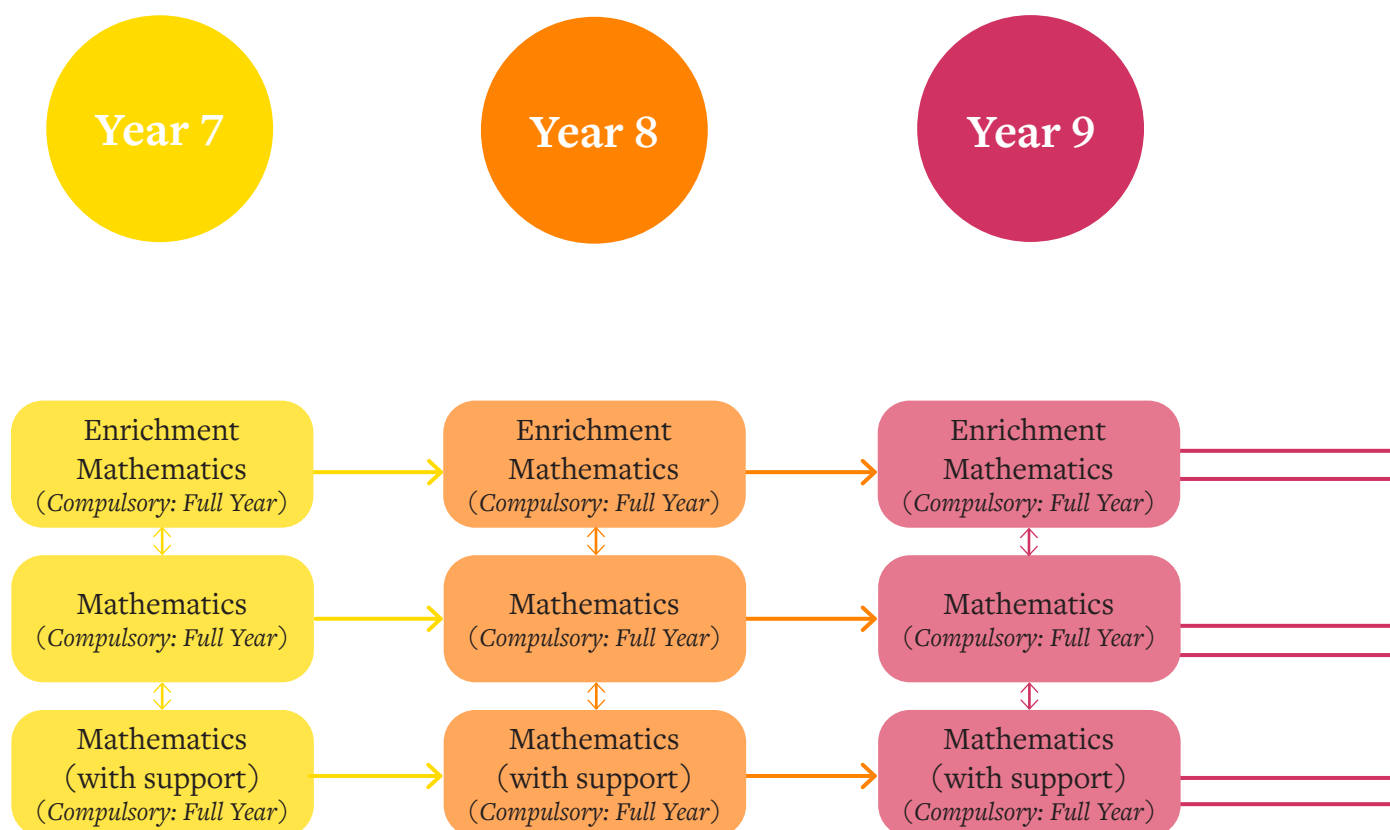 Year 7
Year 8
Year 9
Enrichment
Mathematics
(Compulsory: Full Year)
Enrichment
Mathematics
(Compulsory: Full Year)
Enrichment
Mathematics
(Compulsory: Full Year)
Mathematics
(Compulsory: Full Year)
Mathematics
(Compulsory: Full Year)
Mathematics
(Compulsory: Full Year)
Mathematics
(with support)
(Compulsory: Full Year)
Mathematics
(with support)
(Compulsory: Full Year)
Mathematics
(with support)
(Compulsory: Full Year)